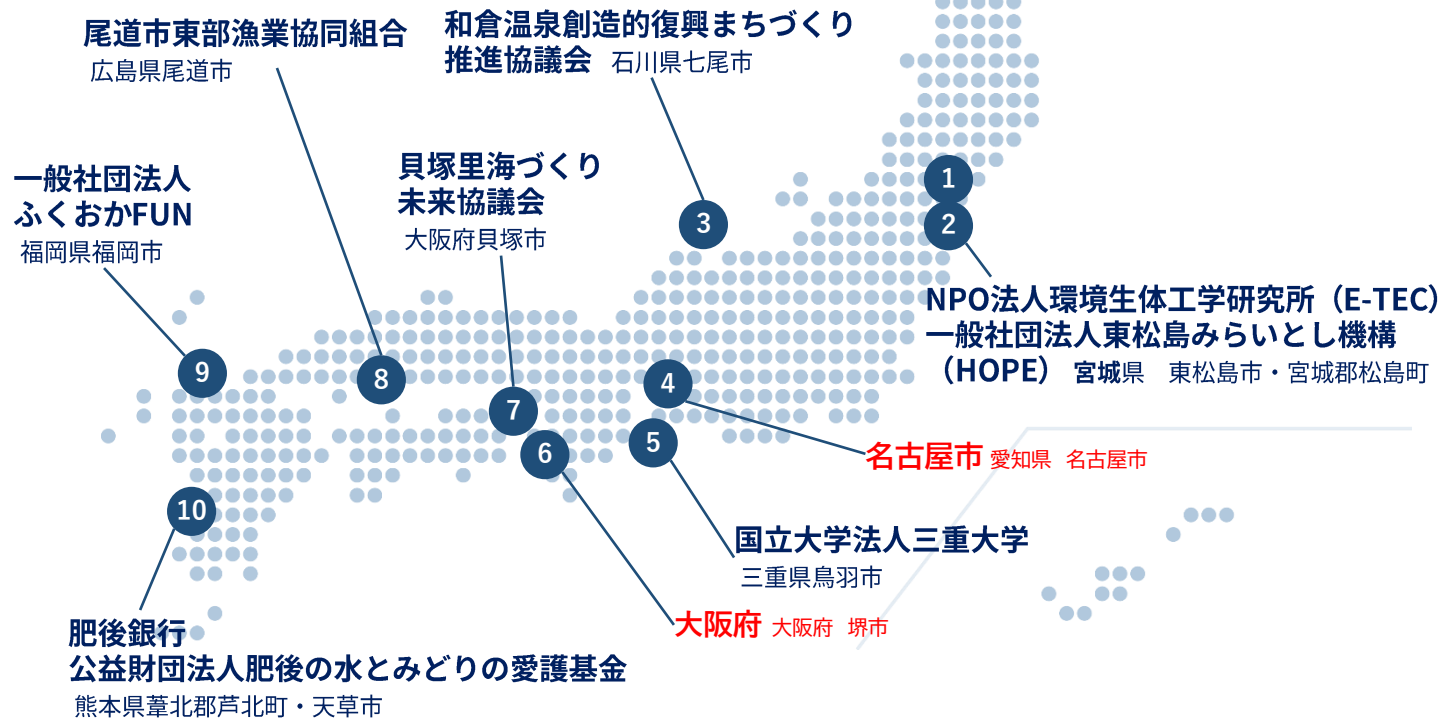 尾道市東部漁業協同組合
広島県尾道市
和倉温泉創造的復興まちづくり
推進協議会 石川県七尾市
一般社団法人
ふくおかFUN
福岡県福岡市
貝塚里海づくり
未来協議会
大阪府貝塚市
1
2
3
NPO法人環境生体工学研究所（E-TEC）
一般社団法人東松島みらいとし機構
（HOPE） 宮城県 東松島市・宮城郡松島町
9
8
4
7
5
6
名古屋市 愛知県 名古屋市
10
国立大学法人三重大学
三重県鳥羽市
大阪府 大阪府 堺市
肥後銀行
公益財団法人肥後の水とみどりの愛護基金
熊本県葦北郡芦北町・天草市